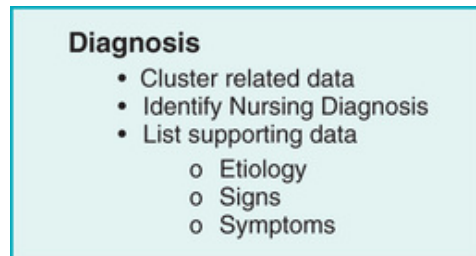 Diagnosis
• Cluster related data
• Identify Nursing Diagnosis
• List supporting data
o Etiology
o Signs
o Symptoms